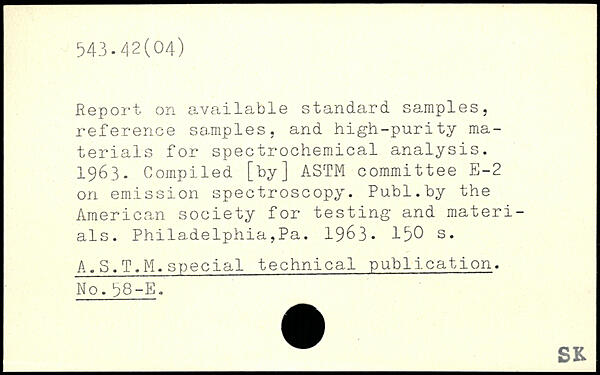 543.42(04)
Report on available standard samples,
reference samples, and high-purity ma-
terials for spectrochemical analysis.
1963. Compiled [by] ASTM committee E-2
on emission spectroscopy. Publ.by the
American society for testing and materi-
als. Philadelphia,Pa. 1963. 150 s.
A.S.T.M.special technical publication.
No.58-E.
SK